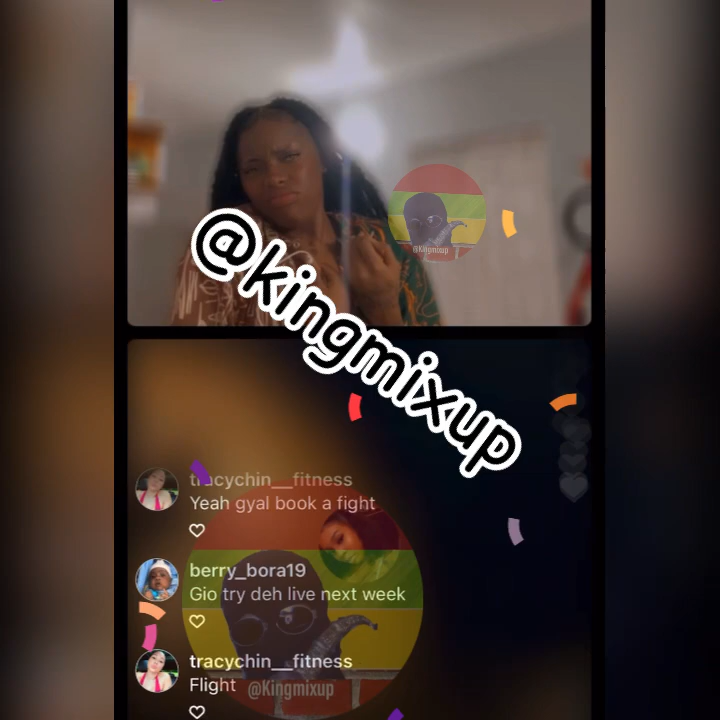 @Kingmixup
@kingmixup
tracychin__fitness
Yeah gyal book a fight
berry_bora19
Gio try deh live next week
tracychin__fitness
Flight
@Kingmixup